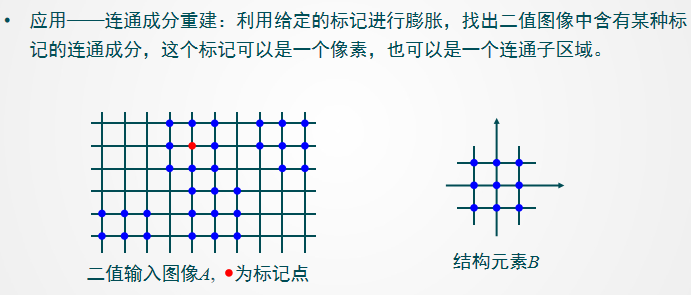 • 应用——连通成分重建：利用给定的标记进行膨胀，找出二值图像中含有某种标
记的连通成分，这个标记可以是一个像素，也可以是一个连通子区域。
二值输入图像A, ●为标记点
结构元素B